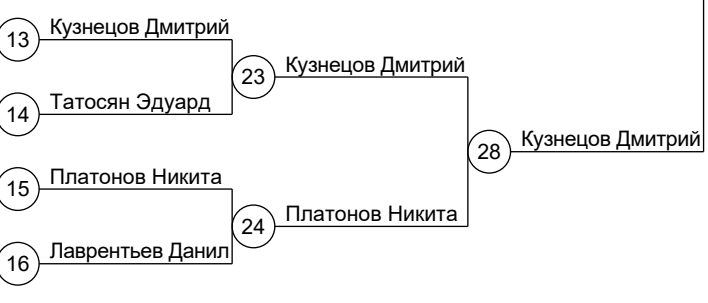 13 Кузнецов Дмитрий
23 Кузнецов Дмитрий
14 Татосян Эдуард
28 Кузнецов Дмитрий
15 Платонов Никита
24 Платонов Никита
16 Лаврентьев Данил